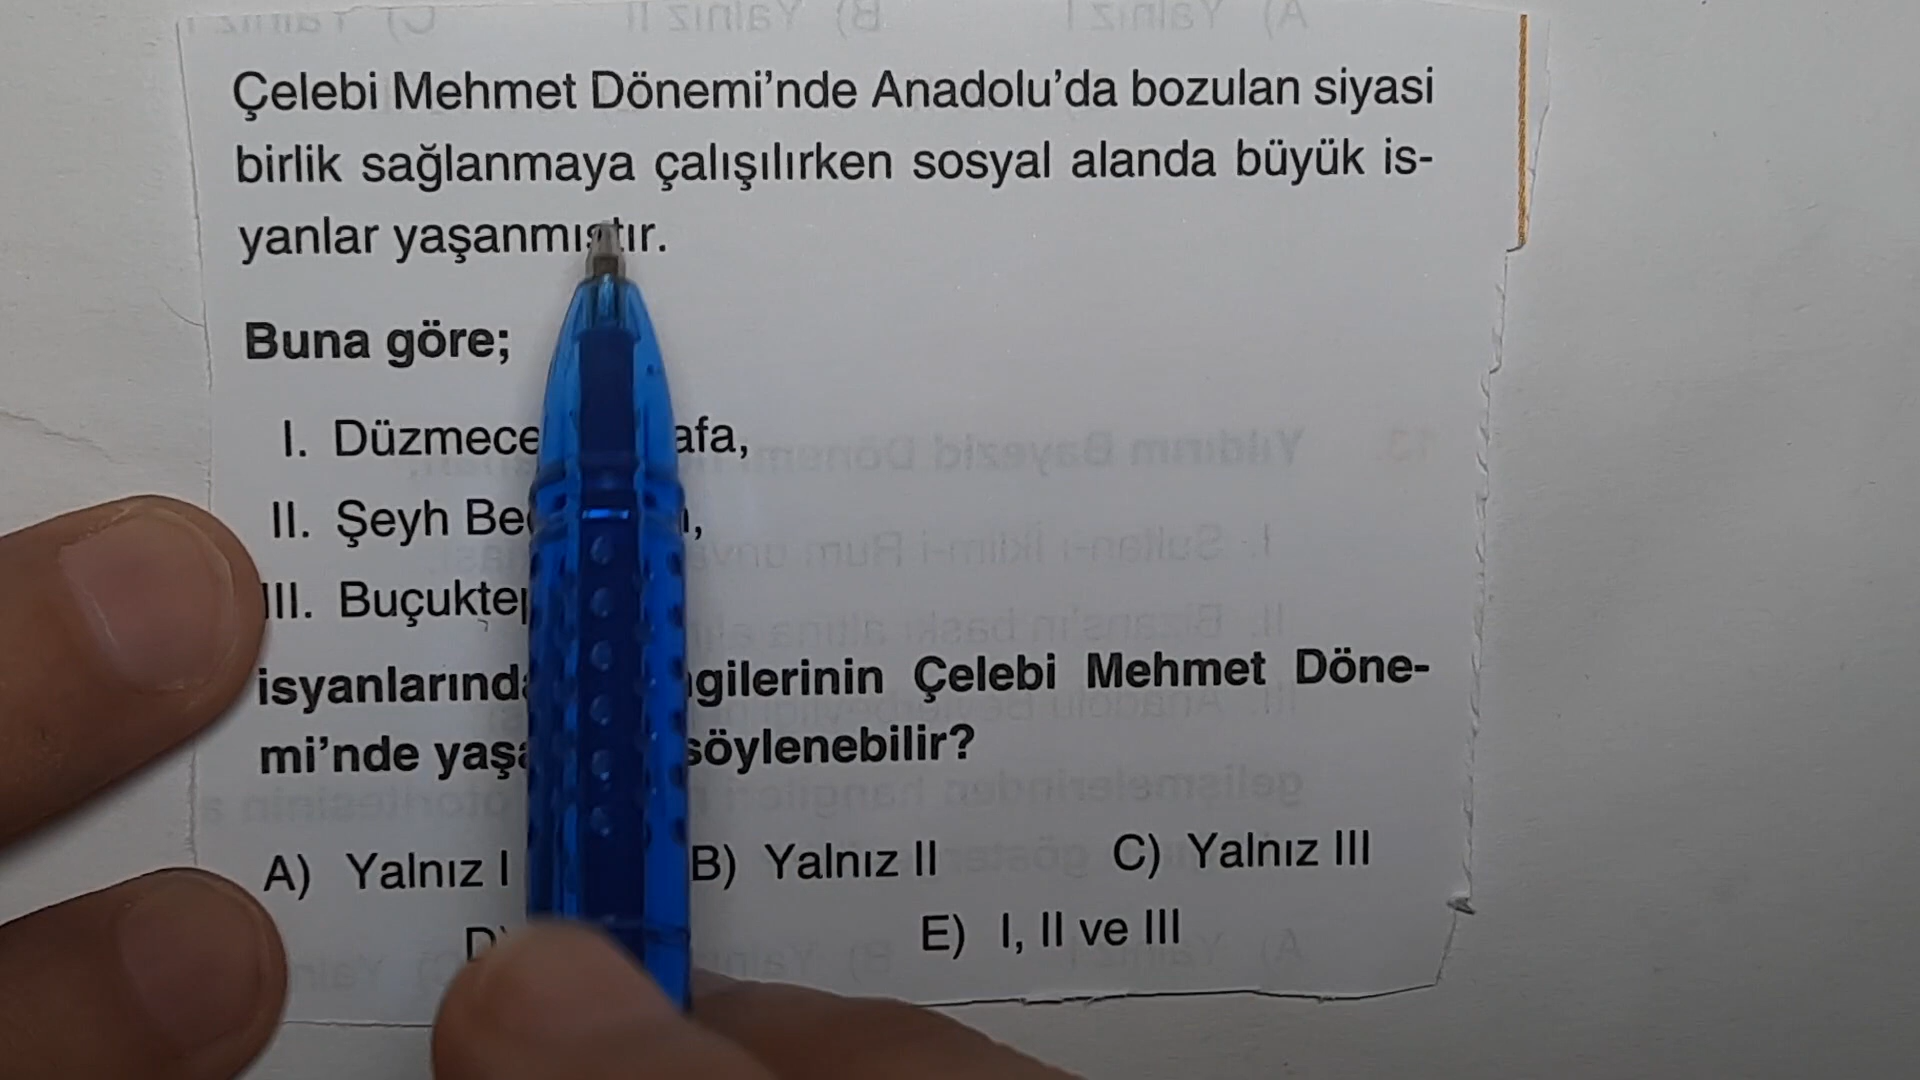 Çelebi Mehmet Dönemi'nde Anadolu'da bozulan siyasi
birlik sağlanmaya çalışılırken sosyal alanda büyük is-
yanlar yaşanmıştır.
Buna göre;
I. Düzmece afa,
II. Şeyh Be
III. Buçuktep
isyanlarınd gilerinin Çelebi Mehmet Döne-
mi'nde yaş söylenebilir?
A) Yalnız I B) Yalnız II C) Yalnız III
D) E) I, II ve III